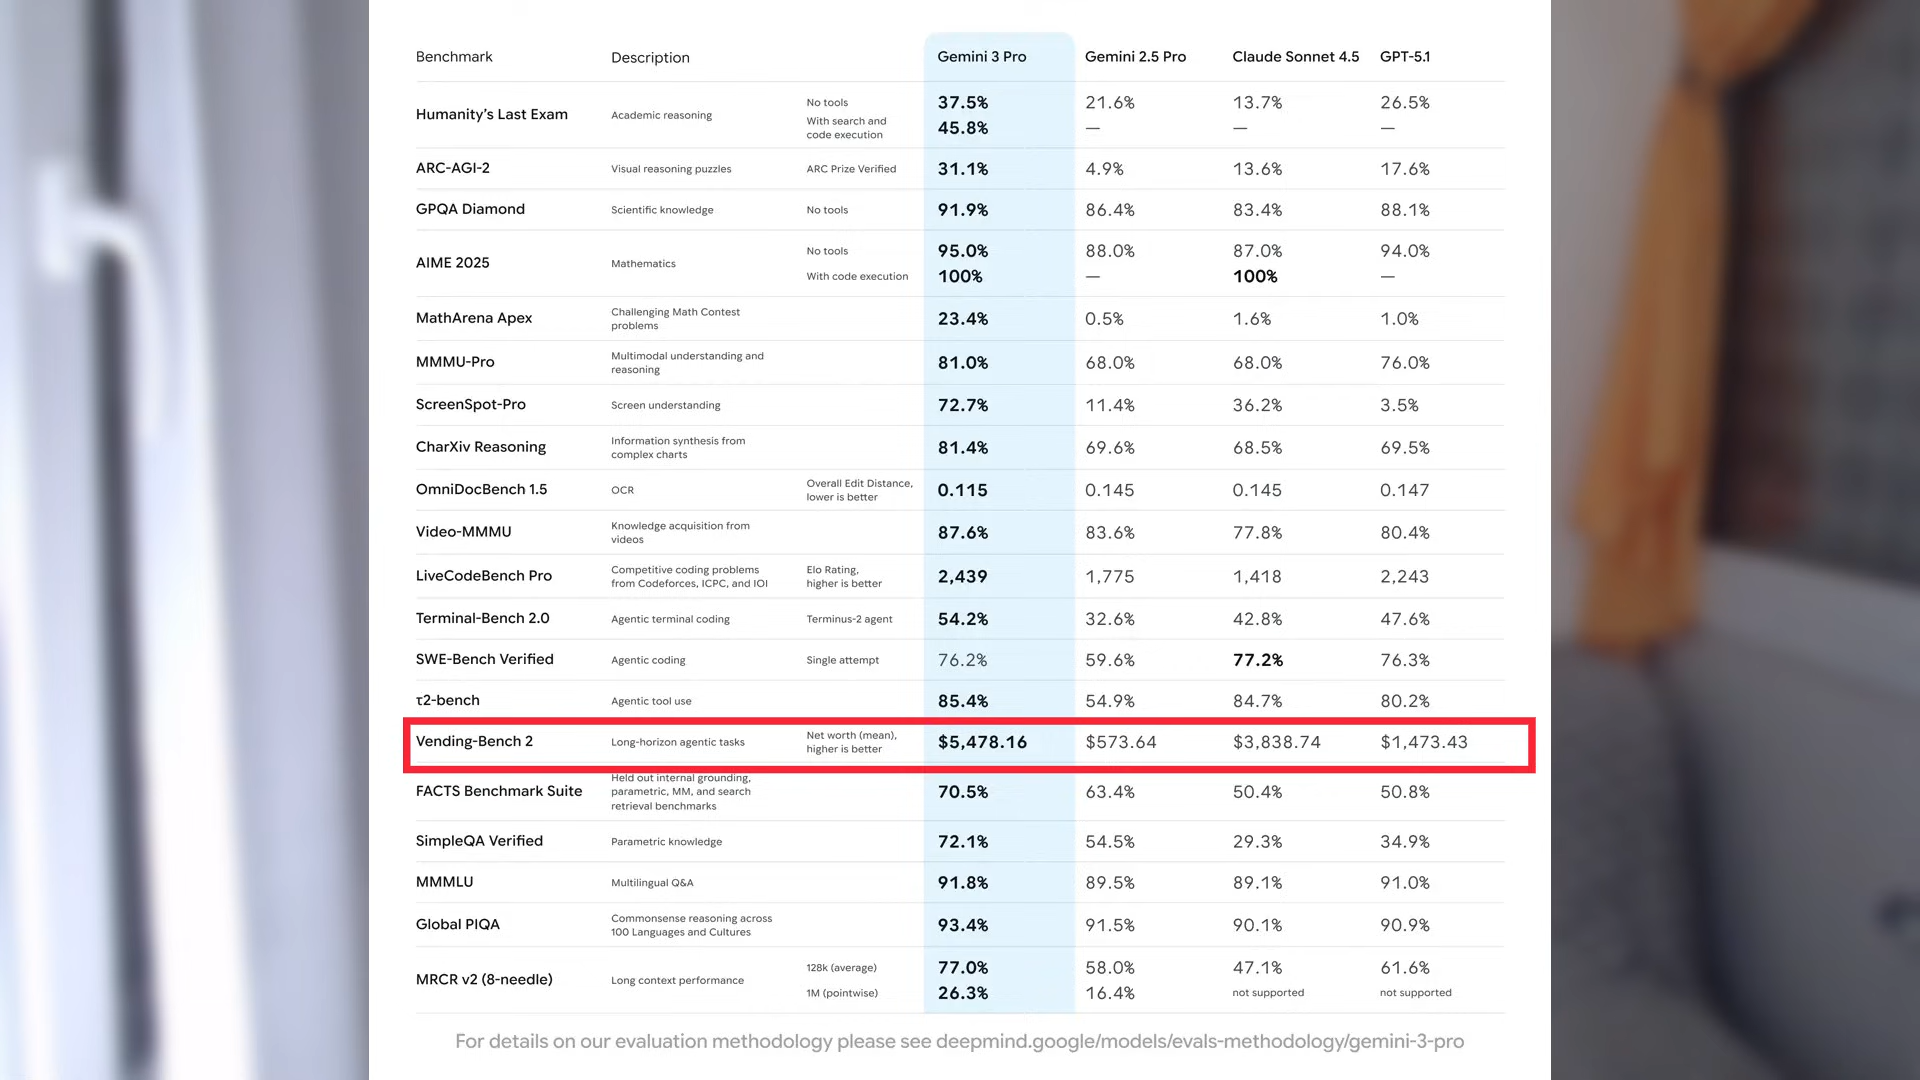 Benchmark Description Gemini 3 Pro Gemini 2.5 Pro Claude Sonnet 4.5 GPT-5.1
Humanity's Last Exam Academic reasoning No tools 37.5% 21.6% 13.7% 26.5%
With search and
code execution 45.8% — — —
ARC-AGI-2 Visual reasoning puzzles ARC Prize Verified 31.1% 4.9% 13.6% 17.6%
GPQA Diamond Scientific knowledge No tools 91.9% 86.4% 83.4% 88.1%
AIME 2025 Mathematics No tools 95.0% 88.0% 87.0% 94.0%
With code execution 100% — 100% —
MathArena Apex Challenging Math Contest
problems 23.4% 0.5% 1.6% 1.0%
MMMU-Pro Multimodal understanding and
reasoning 81.0% 68.0% 68.0% 76.0%
ScreenSpot-Pro Screen understanding 72.7% 11.4% 36.2% 3.5%
CharXiv Reasoning Information synthesis from
complex charts 81.4% 69.6% 68.5% 69.5%
OmniDocBench 1.5 OCR Overall Edit Distance,
lower is better 0.115 0.145 0.145 0.147
Video-MMMU Knowledge acquisition from
videos 87.6% 83.6% 77.8% 80.4%
LiveCodeBench Pro Competitive coding problems
from Codeforces, ICPC, and IOI Elo Rating,
higher is better 2,439 1,775 1,418 2,243
Terminal-Bench 2.0 Agentic terminal coding Terminus-2 agent 54.2% 32.6% 42.8% 47.6%
SWE-Bench Verified Agentic coding Single attempt 76.2% 59.6% 77.2% 76.3%
τ2-bench Agentic tool use 85.4% 54.9% 84.7% 80.2%
Vending-Bench 2 Long-horizon agentic tasks Net worth (mean),
higher is better $5,478.16 $573.64 $3,838.74 $1,473.43
FACTS Benchmark Suite Held out internal grounding,
parametric, MM, and search
retrieval benchmarks 70.5% 63.4% 50.4% 50.8%
SimpleQA Verified Parametric knowledge 72.1% 54.5% 29.3% 34.9%
MMMLU Multilingual Q&A 91.8% 89.5% 89.1% 91.0%
Global PIQA Commonsense reasoning across
100 Languages and Cultures 93.4% 91.5% 90.1% 90.9%
MRCR v2 (8-needle) Long context performance 128k (average) 77.0% 58.0% 47.1% 61.6%
1M (pointwise) 26.3% 16.4% not supported not supported
For details on our evaluation methodology please see deepmind.google/models/evals-methodology/gemini-3-pro